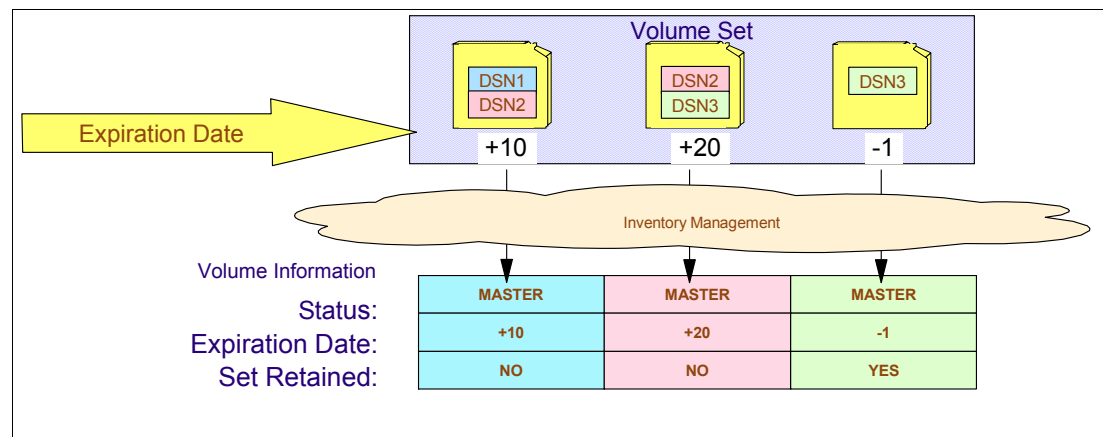 Volume Set
DSN1
DSN2
DSN2
DSN3
DSN3
Expiration Date
+10
+20
-1
Inventory Management
Volume Information
Status:
MASTER
MASTER
MASTER
Expiration Date:
+10
+20
-1
Set Retained:
NO
NO
YES